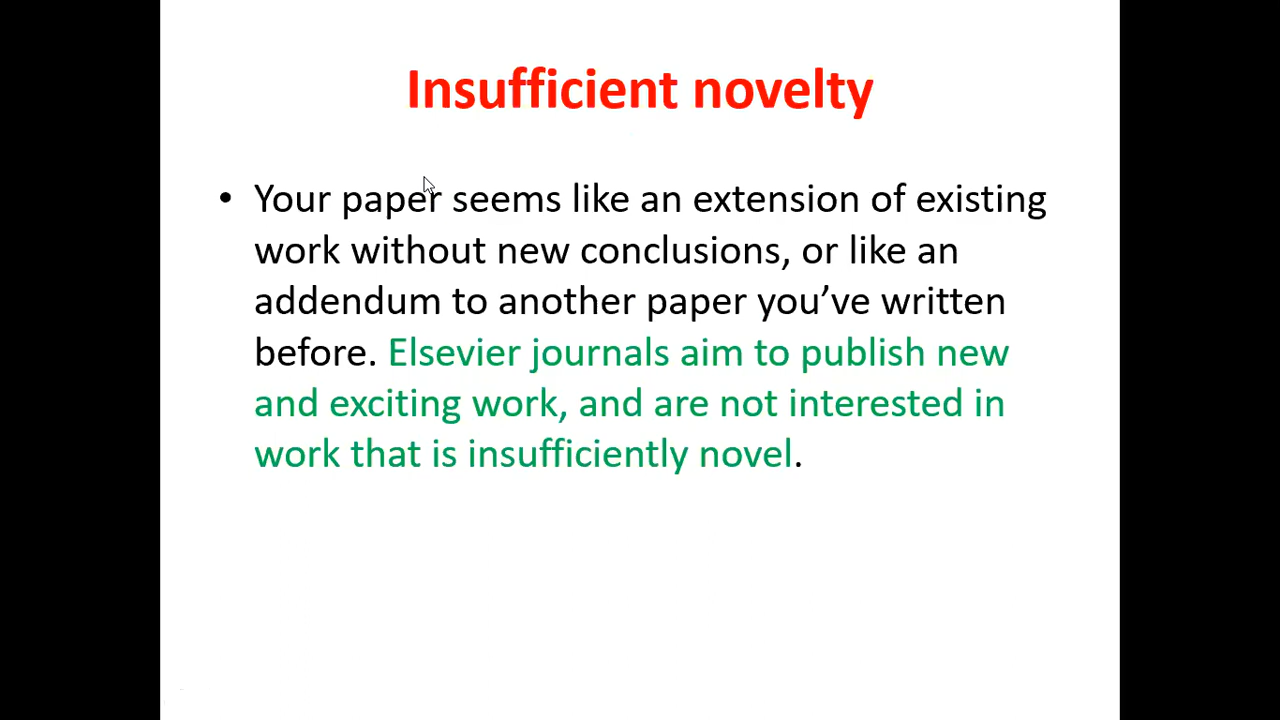 Insufficient novelty
• Your paper seems like an extension of existing
work without new conclusions, or like an
addendum to another paper you’ve written
before. Elsevier journals aim to publish new
and exciting work, and are not interested in
work that is insufficiently novel.